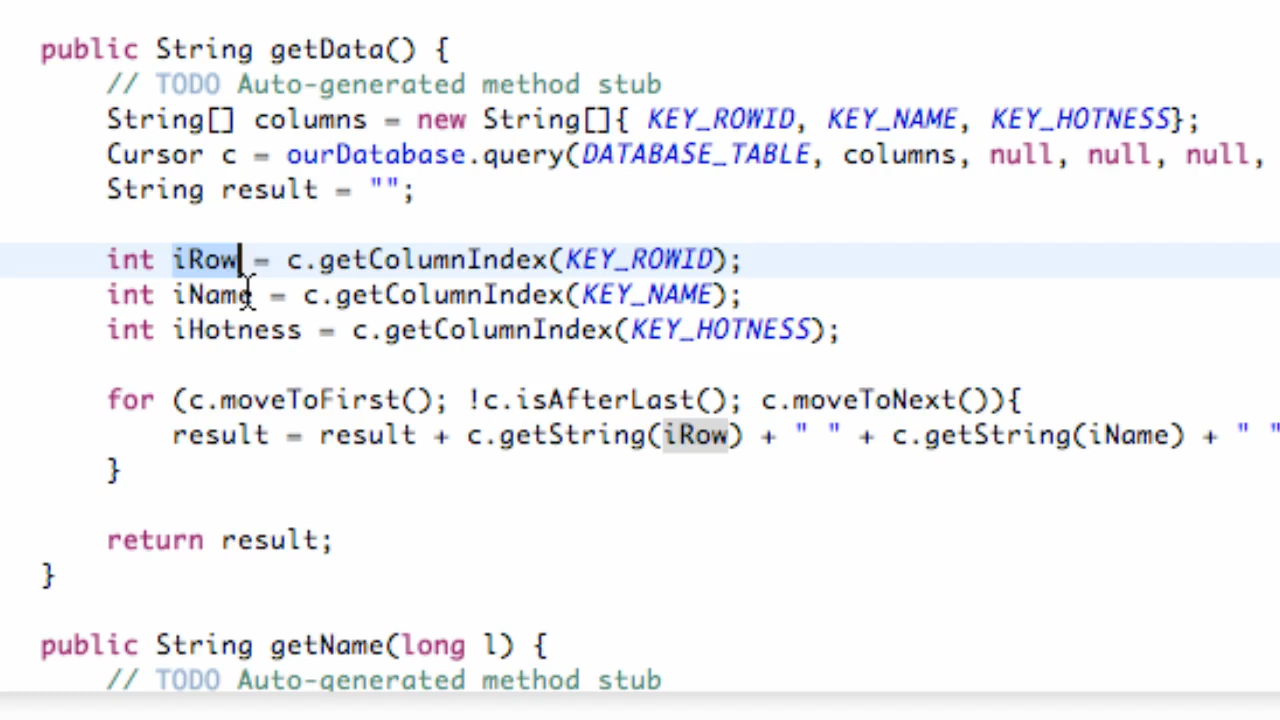 public String getData() {
// TODO Auto-generated method stub
String[] columns = new String[]{ KEY_ROWID, KEY_NAME, KEY_HOTNESS};
Cursor c = ourDatabase.query(DATABASE_TABLE, columns, null, null, null,
String result = "";
int iRow = c.getColumnIndex(KEY_ROWID);
int iName = c.getColumnIndex(KEY_NAME);
int iHotness = c.getColumnIndex(KEY_HOTNESS);
for (c.moveToFirst(); !c.isAfterLast(); c.moveToNext()){
result = result + c.getString(iRow) + " " + c.getString(iName) + " "
}
return result;
}
public String getName(long l) {
// TODO Auto-generated method stub